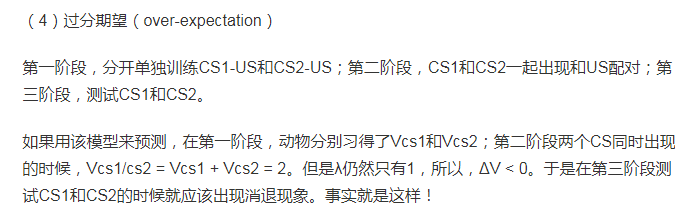 （4）过分期望（over-expectation）
第一阶段，分开单独训练CS1-US和CS2-US；第二阶段，CS1和CS2一起出现和US配对；第
三阶段，测试CS1和CS2。
如果用该模型来预测，在第一阶段，动物分别习得了Vcs1和Vcs2；第二阶段两个CS同时出现
的时候，Vcs1/cs2 = Vcs1 + Vcs2 = 2。但是λ仍然只有1，所以，ΔV < 0。于是在第三阶段测
试CS1和CS2的时候就应该出现消退现象。事实就是这样！